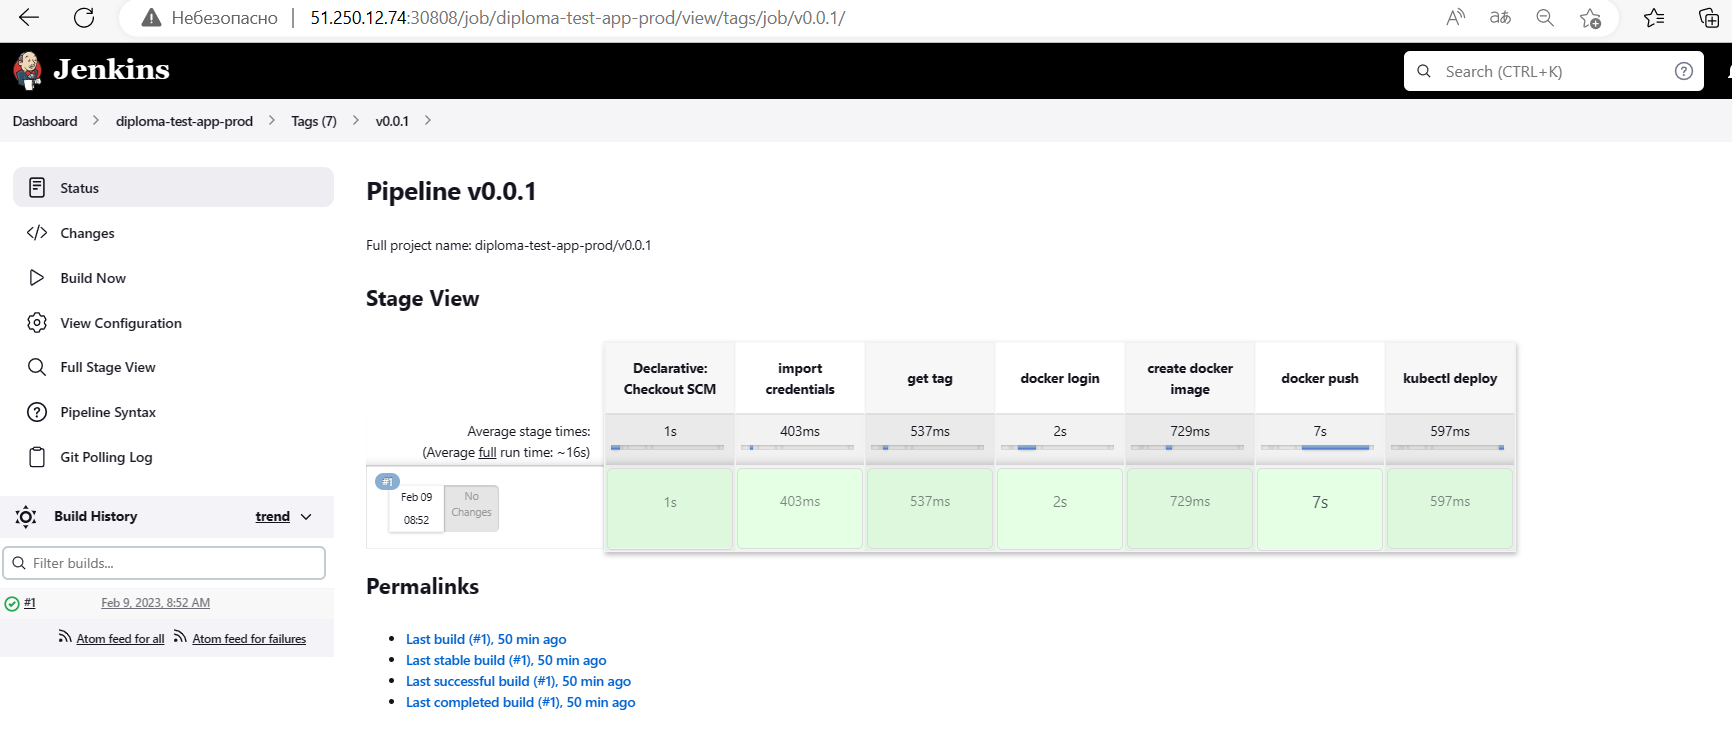 Небезопасно
51.250.12.74:30808/job/diploma-test-app-prod/view/tags/job/v0.0.1/
Jenkins
Search (CTRL+K)
Dashboard
diploma-test-app-prod
Tags (7)
v0.0.1
Status
Changes
Build Now
View Configuration
Full Stage View
Pipeline Syntax
Git Polling Log
Build History
trend
Filter builds...
#1
Feb 9, 2023, 8:52 AM
Atom feed for all
Atom feed for failures
Pipeline v0.0.1
Full project name: diploma-test-app-prod/v0.0.1
Stage View
Declarative:
Checkout SCM
import
credentials
get tag
docker login
create docker
image
docker push
kubectl deploy
Average stage times:
(Average full run time: ~16s)
1s
403ms
537ms
2s
729ms
7s
597ms
#1
Feb 09
08:52
No
Changes
1s
403ms
537ms
2s
729ms
7s
597ms
Permalinks
Last build (#1), 50 min ago
Last stable build (#1), 50 min ago
Last successful build (#1), 50 min ago
Last completed build (#1), 50 min ago